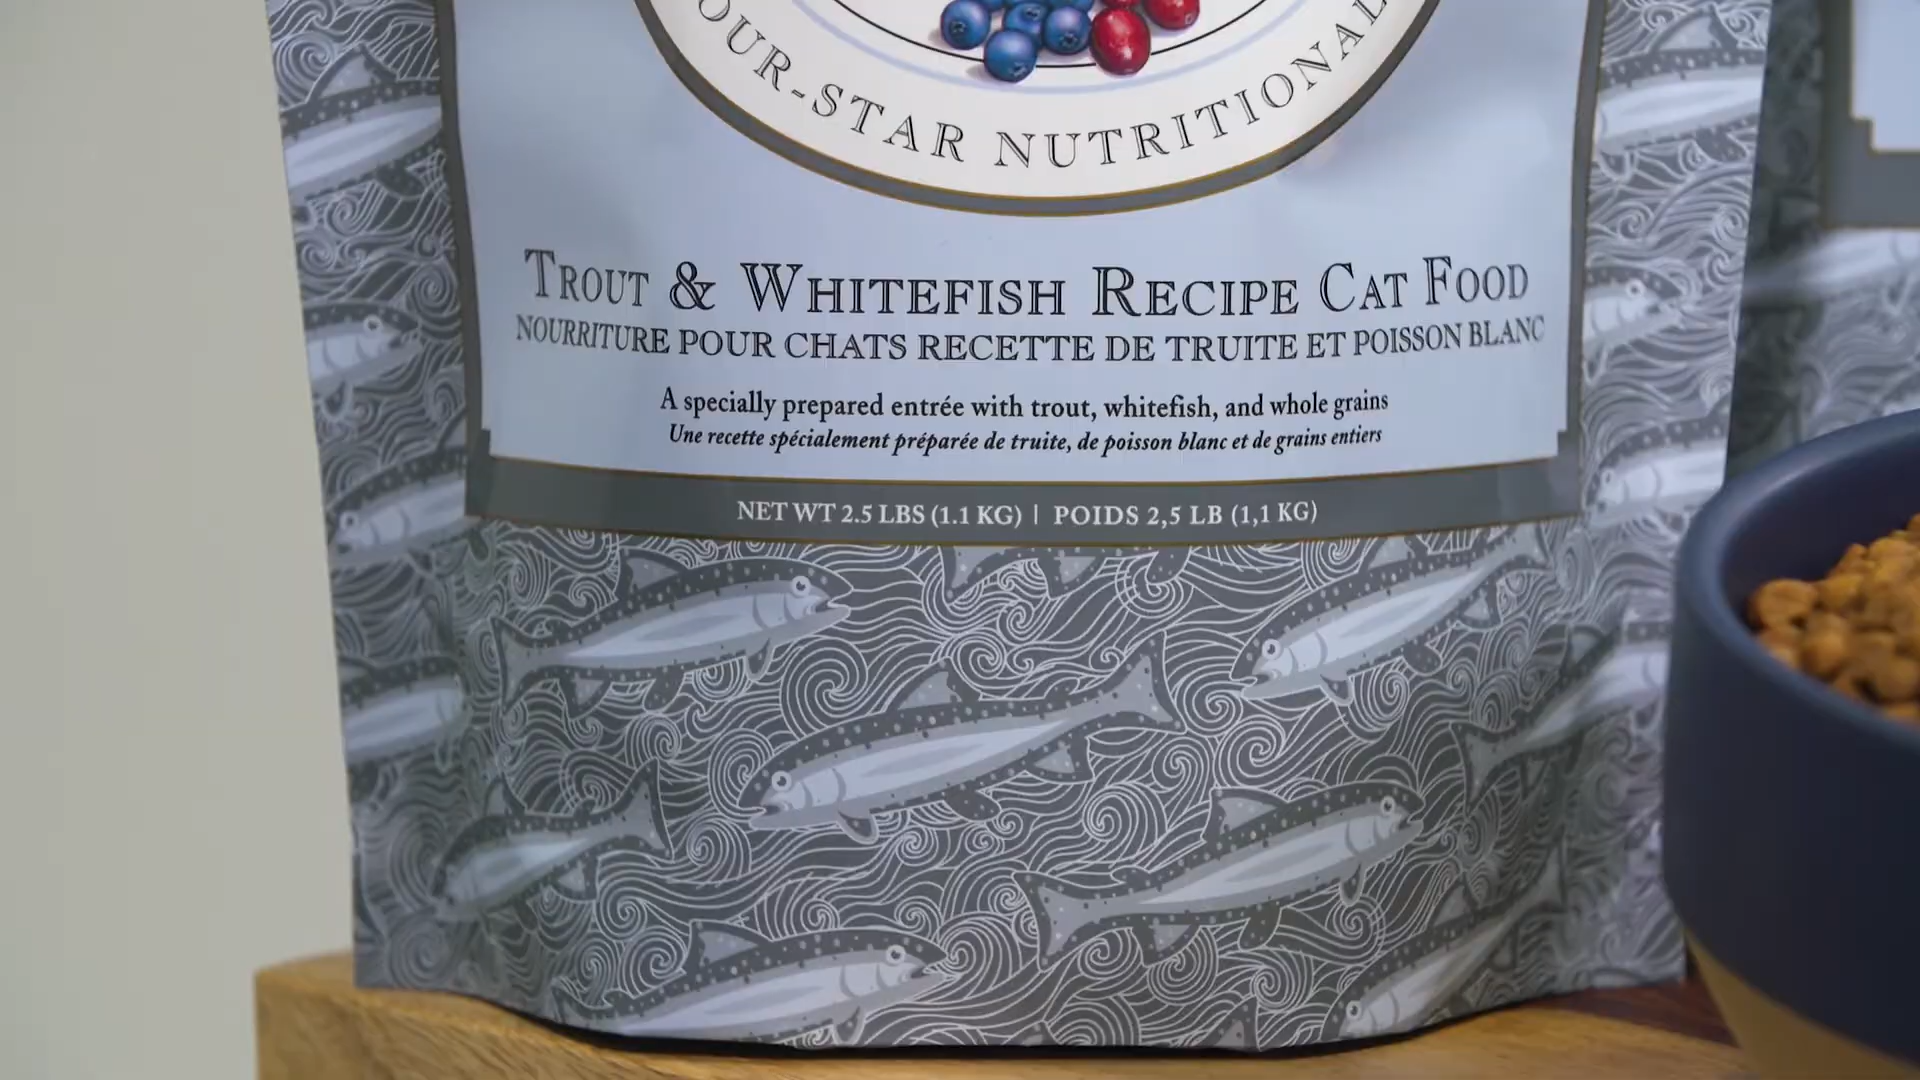 OUR-STAR NUTRITIONAL
TROUT & WHITEFISH RECIPE CAT FOOD
NOURRITURE POUR CHATS RECETTE DE TRUITE ET POISSON BLANC
A specially prepared entrée with trout, whitefish, and whole grains
Une recette spécialement préparée de truite, de poisson blanc et de grains entiers
NET WT 2.5 LBS (1.1 KG) | POIDS 2,5 LB (1,1 KG)